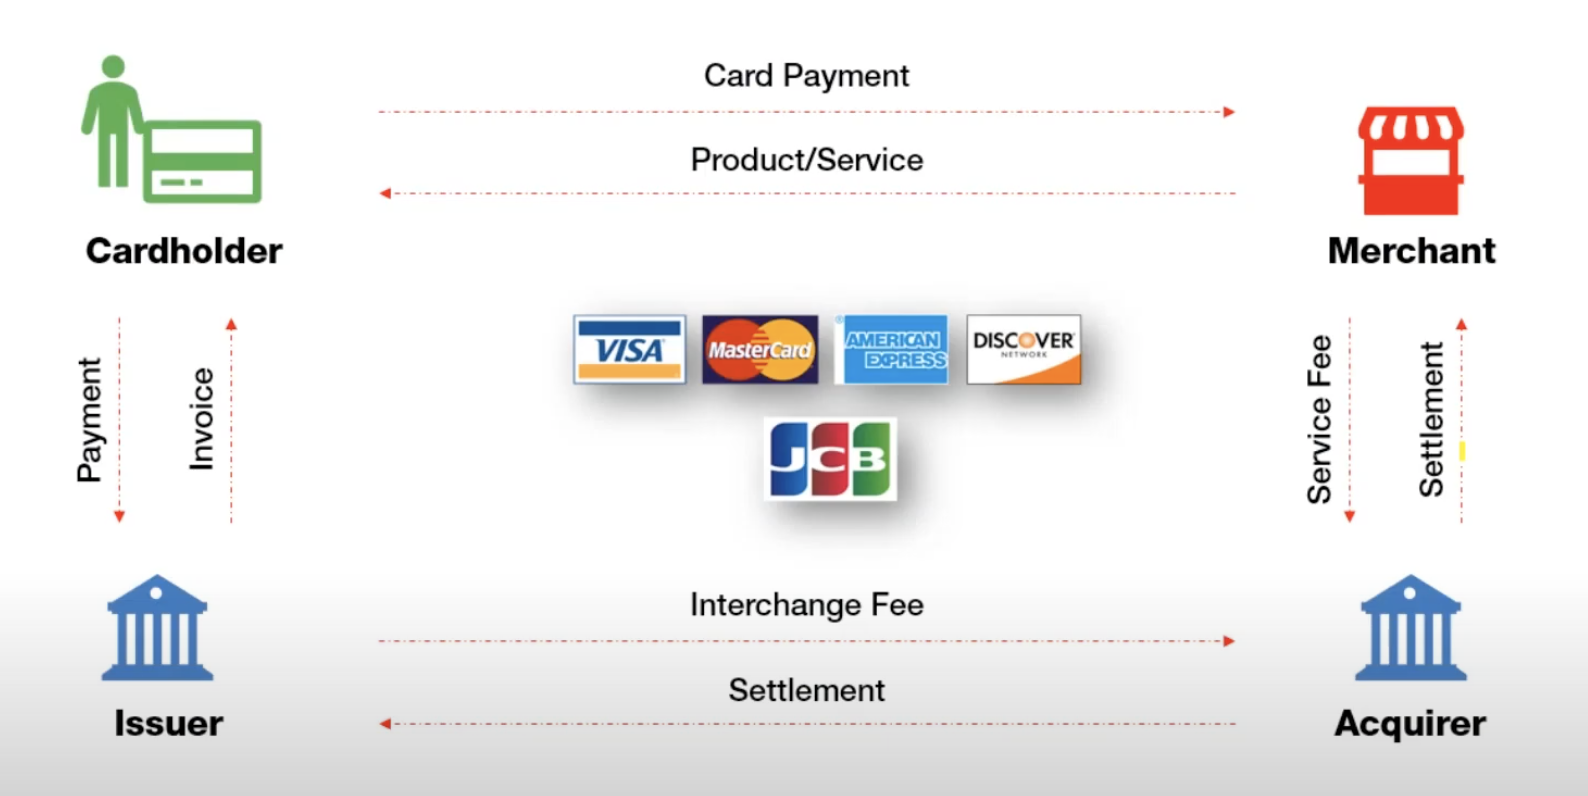 Card Payment
Product/Service
Cardholder
Merchant
Payment
Invoice
VISA
MasterCard
AMERICAN
EXPRESS
DISCOVER
NETWORK
JCB
Service Fee
Settlement
Interchange Fee
Settlement
Issuer
Acquirer